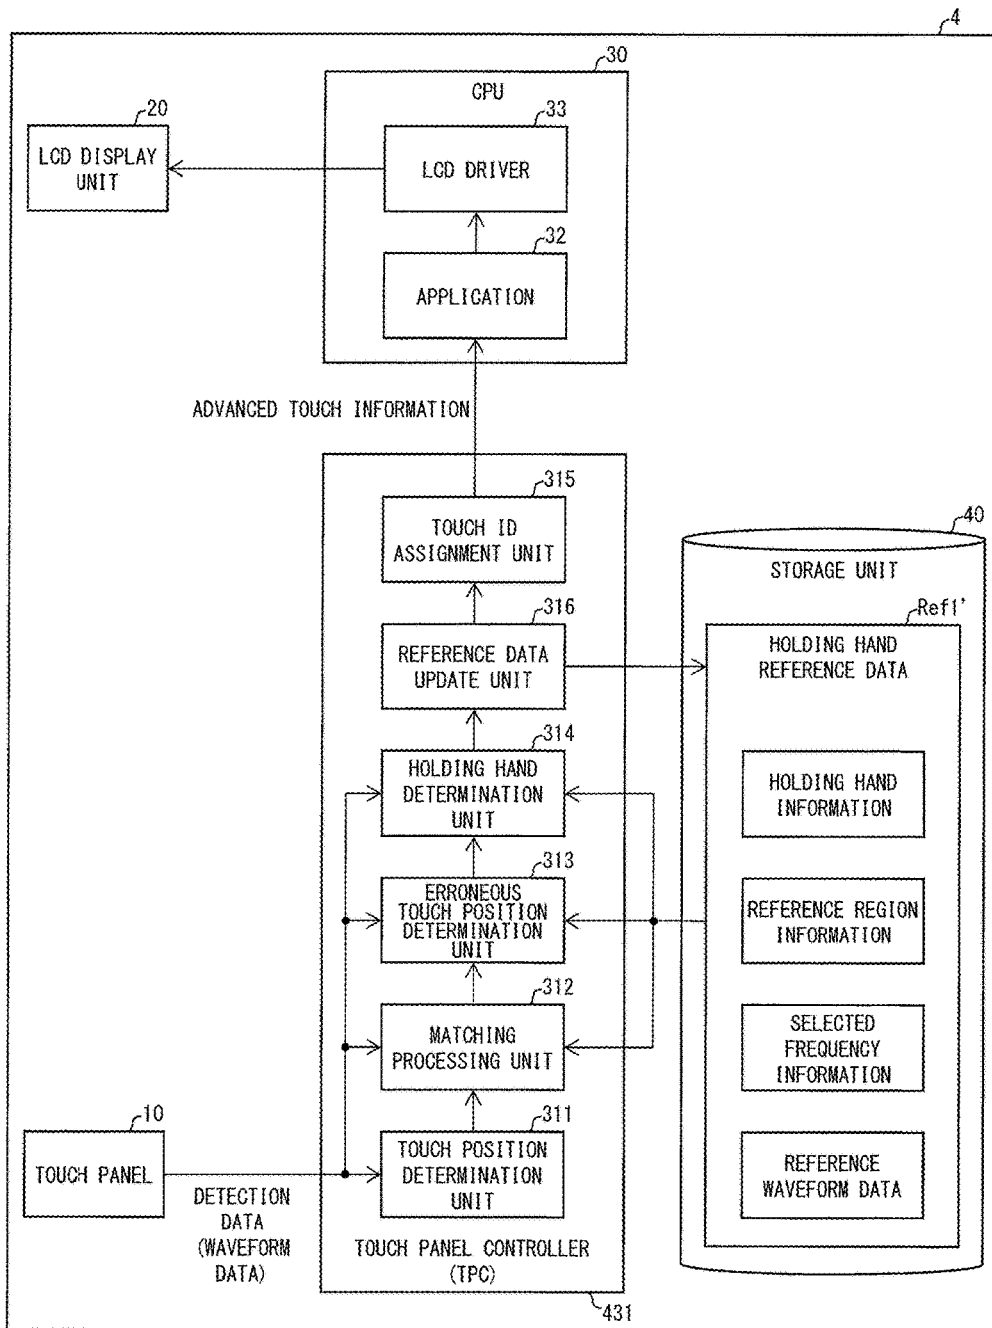 4
30
CPU
20
33
LCD DISPLAY
UNIT
LCD DRIVER
32
APPLICATION
ADVANCED TOUCH INFORMATION
315
TOUCH ID
ASSIGNMENT UNIT
40
STORAGE UNIT
316
Ref1'
REFERENCE DATA
UPDATE UNIT
HOLDING HAND
REFERENCE DATA
314
HOLDING HAND
DETERMINATION
UNIT
HOLDING HAND
INFORMATION
313
ERRONEOUS
TOUCH POSITION
DETERMINATION
UNIT
REFERENCE REGION
INFORMATION
312
MATCHING
PROCESSING UNIT
SELECTED
FREQUENCY
INFORMATION
10
311
TOUCH PANEL
TOUCH POSITION
DETERMINATION
UNIT
REFERENCE
WAVEFORM DATA
DETECTION
DATA
(WAVEFORM
DATA)
TOUCH PANEL CONTROLLER
(TPC)
431